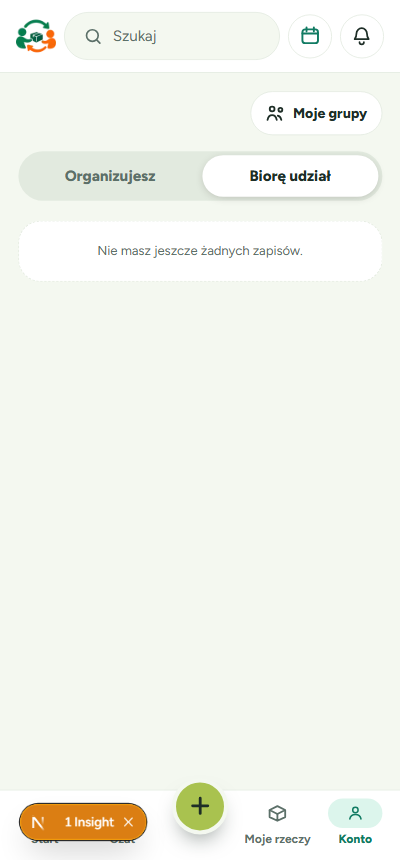 Szukaj
Moje grupy
Organizujesz
Biorę udział
Nie masz jeszcze żadnych zapisów.
N
1 Insight
Moje rzeczy
Konto